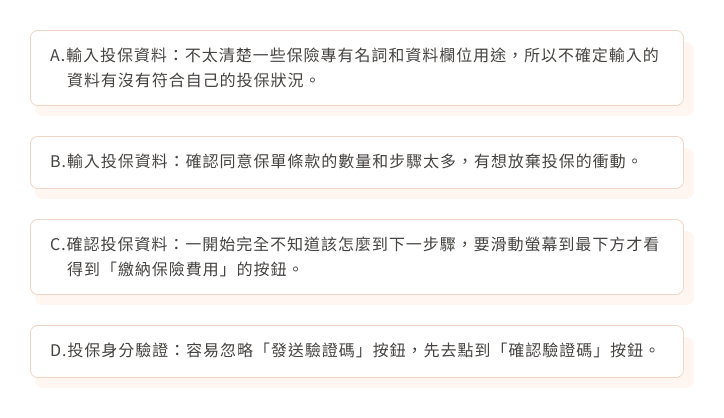 A.輸入投保資料：不太清楚一些保險專有名詞和資料欄位用途，所以不確定輸入的
資料有沒有符合自己的投保狀況。
B.輸入投保資料：確認同意保單條款的數量和步驟太多，有想放棄投保的衝動。
C.確認投保資料：一開始完全不知道該怎麼到下一步驟，要滑動螢幕到最下方才看
得到「繳納保險費用」的按鈕。
D.投保身分驗證：容易忽略「發送驗證碼」按鈕，先去點到「確認驗證碼」按鈕。